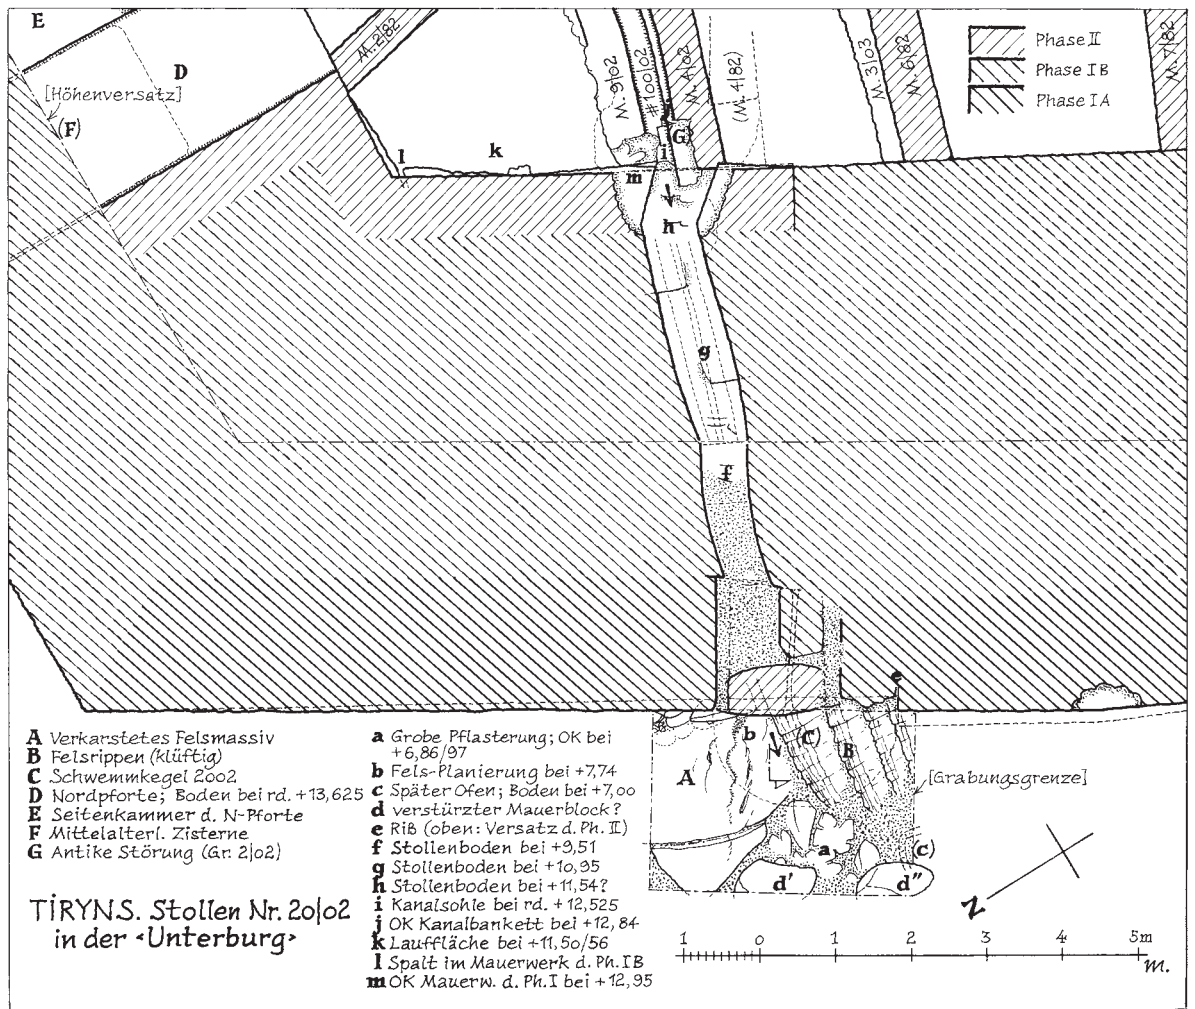 E
D
[Höhenversatz]
(F)
M. 2/82
M. 9/02
#100/02
M. 4/02
(M. 4/82)
M. 3/03
M. 6/82
M. 7/82
Phase II
Phase IB
Phase IA
l
k
j
G
i
m
h
g
f
e
b
(C)
B
A
[Grabungsgrenze]
a
(c)
d'
d"
A Verkarstetes Felsmassiv
B Felsrippen (klüftig)
C Schwemmkegel 2002
D Nordpforte; Boden bei rd. +13,625
E Seitenkammer d. N-Pforte
F Mittelalterl. Zisterne
G Antike Störung (Gr. 2/02)
TIRYNS. Stollen Nr. 20/02
in der ‹Unterburg›
a Grobe Pflasterung; OK bei
+6,86/97
b Fels-Planierung bei +7,74
c Später Ofen; Boden bei +7,00
d verstürzter Mauerblock?
e Riß (oben: Versatz d. Ph. II)
f Stollenboden bei +9,51
g Stollenboden bei +10,95
h Stollenboden bei +11,54?
i Kanalsohle bei rd. +12,525
j OK Kanalbankett bei +12,84
k Lauffläche bei +11,50/56
l Spalt im Mauerwerk d. Ph. IB
m OK Mauerw. d. Ph. I bei +12,95
N
1 0 1 2 3 4 5m
m.